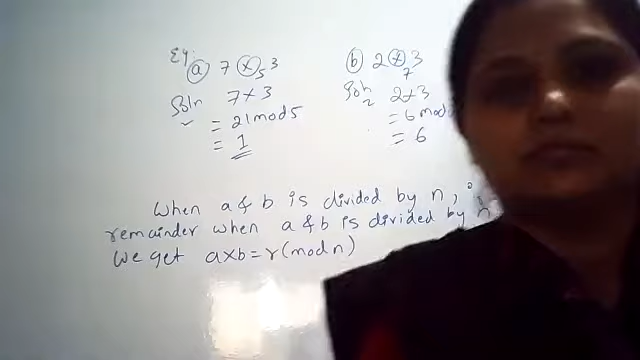 Eg:
(a) 7 ⊗₅ 3
Soln 7 × 3
= 21 mod 5
= 1
(b) 2 ⊗₇ 3
Soln 2 × 3
= 6 mod
= 6
When a & b is divided by n,
remainder when a & b is divided by n
We get a×b = r (mod n)